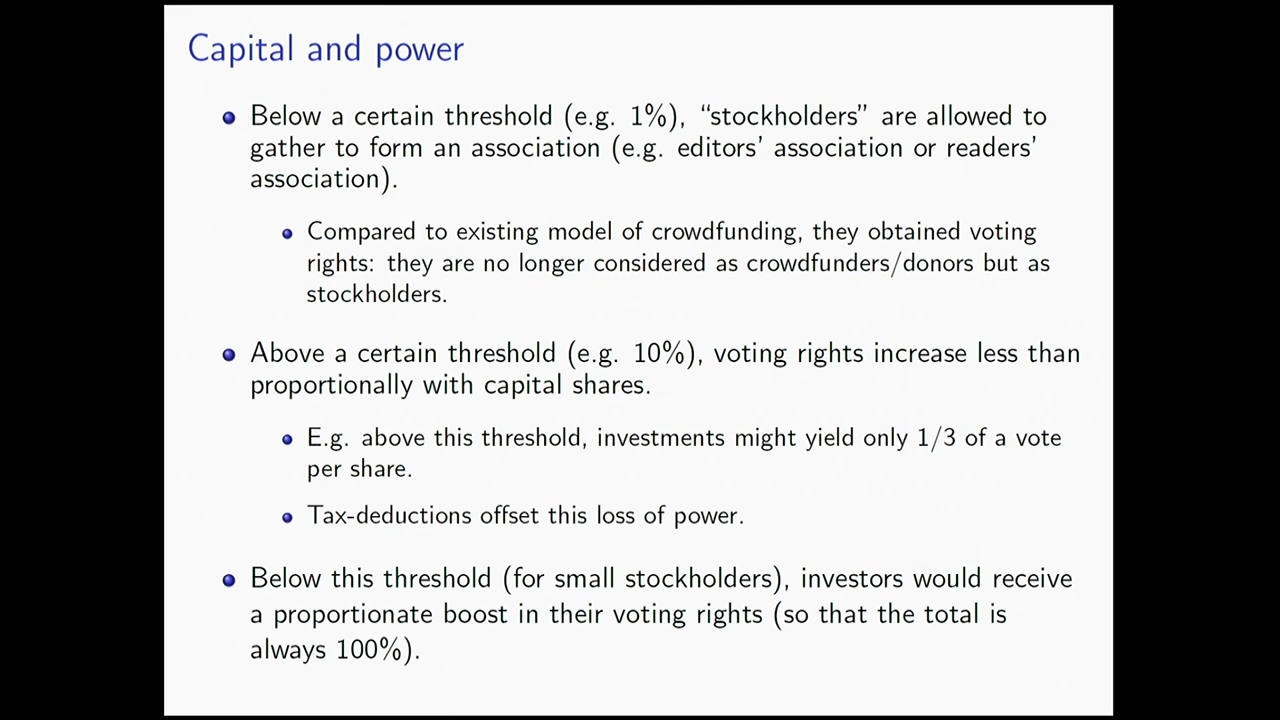 Capital and power
Below a certain threshold (e.g. 1%), “stockholders” are allowed to
gather to form an association (e.g. editors’ association or readers’
association).
Compared to existing model of crowdfunding, they obtained voting
rights: they are no longer considered as crowdfunders/donors but as
stockholders.
Above a certain threshold (e.g. 10%), voting rights increase less than
proportionally with capital shares.
E.g. above this threshold, investments might yield only 1/3 of a vote
per share.
Tax-deductions offset this loss of power.
Below this threshold (for small stockholders), investors would receive
a proportionate boost in their voting rights (so that the total is
always 100%).